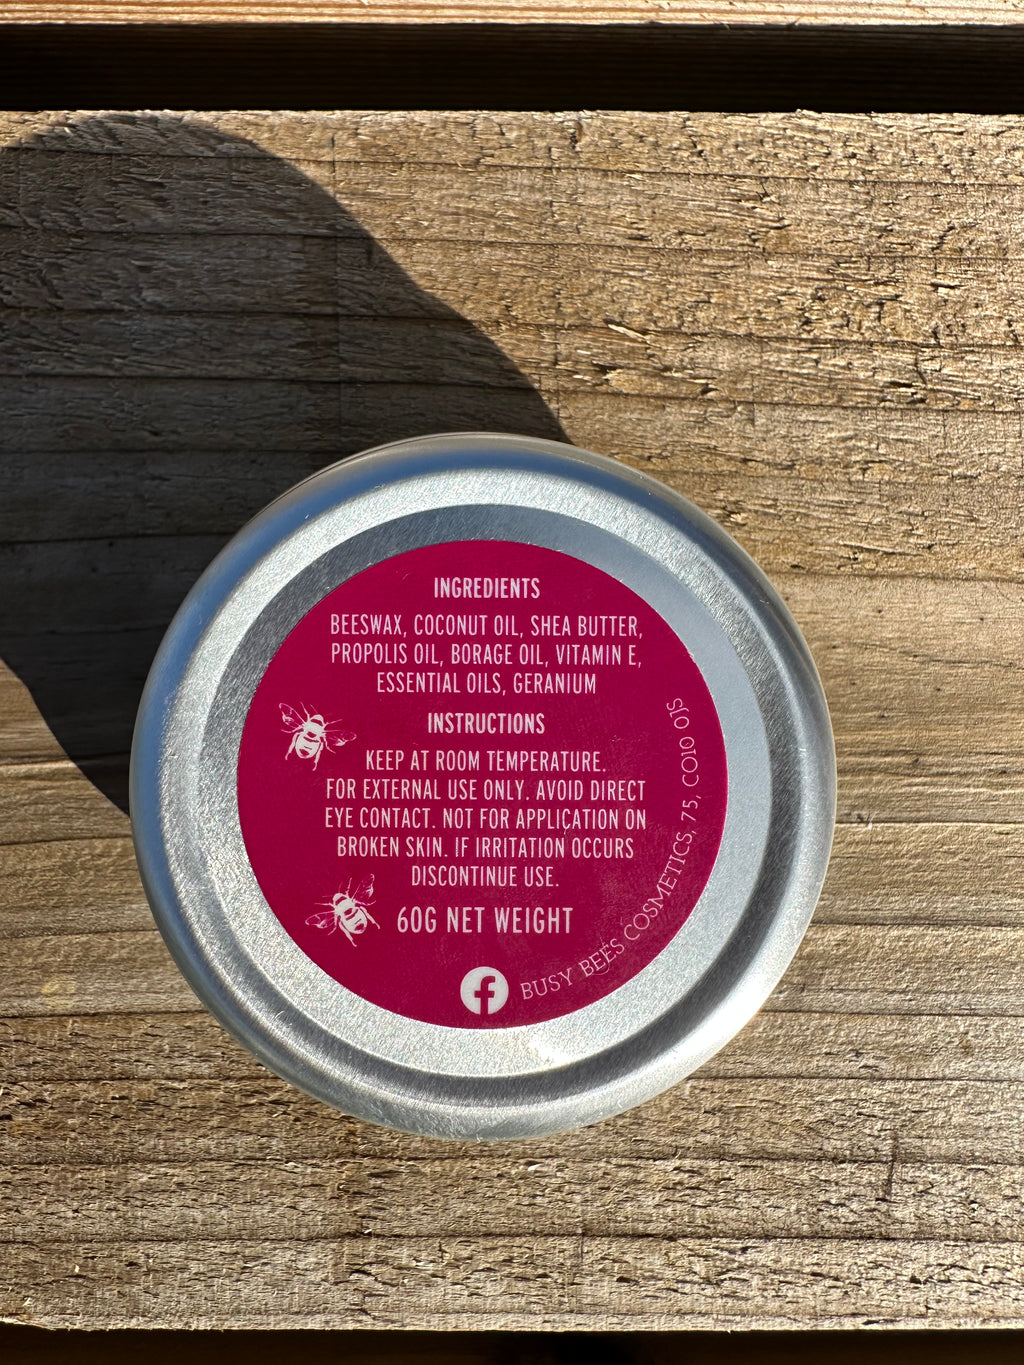 INGREDIENTS
BEESWAX, COCONUT OIL, SHEA BUTTER,
PROPOLIS OIL, BORAGE OIL, VITAMIN E,
ESSENTIAL OILS, GERANIUM
INSTRUCTIONS
KEEP AT ROOM TEMPERATURE.
FOR EXTERNAL USE ONLY. AVOID DIRECT
EYE CONTACT. NOT FOR APPLICATION ON
BROKEN SKIN. IF IRRITATION OCCURS
DISCONTINUE USE.
60G NET WEIGHT
BUSY BEES COSMETICS, 75, CO10 0JS